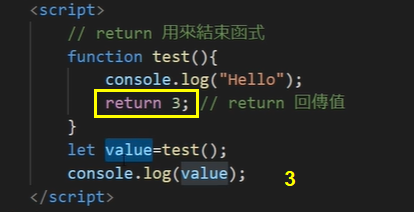 <script>
// return 用來結束函式
function test(){
console.log("Hello");
return 3; // return 回傳值
}
let value=test();
console.log(value);
3
</script>